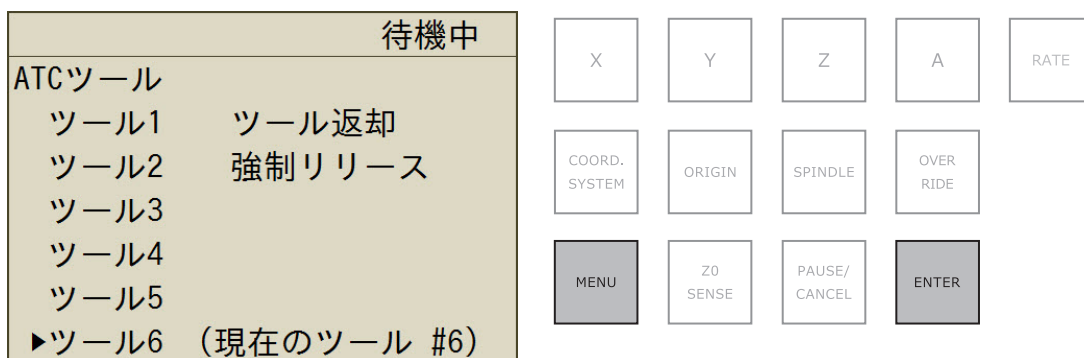 待機中
ATCツール
ツール1 ツール返却
ツール2 強制リリース
ツール3
ツール4
ツール5
▶ツール6 (現在のツール #6)
X Y Z A RATE
COORD. SYSTEM
ORIGIN
SPINDLE
OVER RIDE
MENU
Z0 SENSE
PAUSE/ CANCEL
ENTER